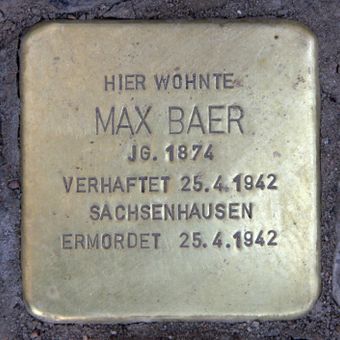 HIER WOHNTE
MAX BAER
JG. 1874
VERHAFTET 25.4.1942
SACHSENHAUSEN
ERMORDET 25.4.1942